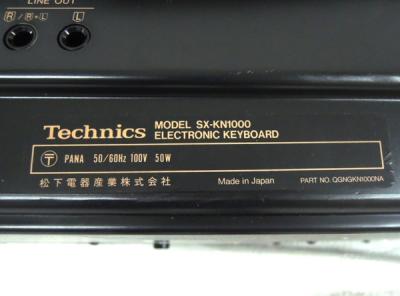 LINE OUT
R / R+L L
Technics MODEL SX-KN1000
ELECTRONIC KEYBOARD
〒 PANA 50/60Hz 100V 50W
松下電器産業株式会社 Made in Japan PART NO. QGNGKN1000NA